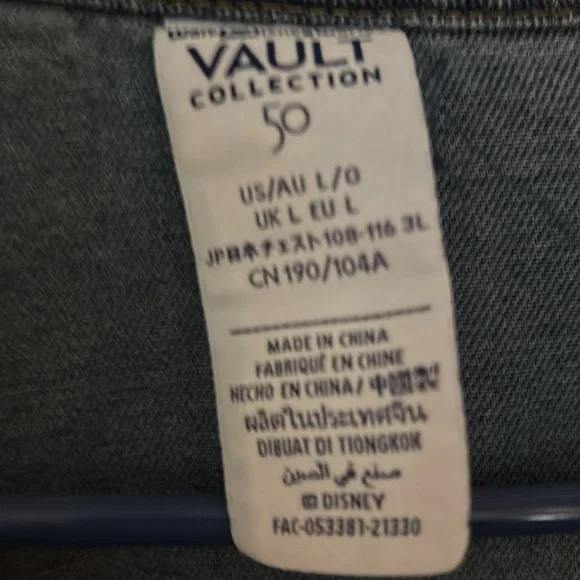 VAULT
COLLECTION
50
US/AU L/G
UK L EU L
JP日本チェスト108-116 3L
CN 190/104A
MADE IN CHINA
FABRIQUÉ EN CHINE
HECHO EN CHINA/ 中國製
ผลิตในประเทศจีน
DIBUAT DI TIONGKOK
صنع في الصين
© DISNEY
FAC-053381-21330